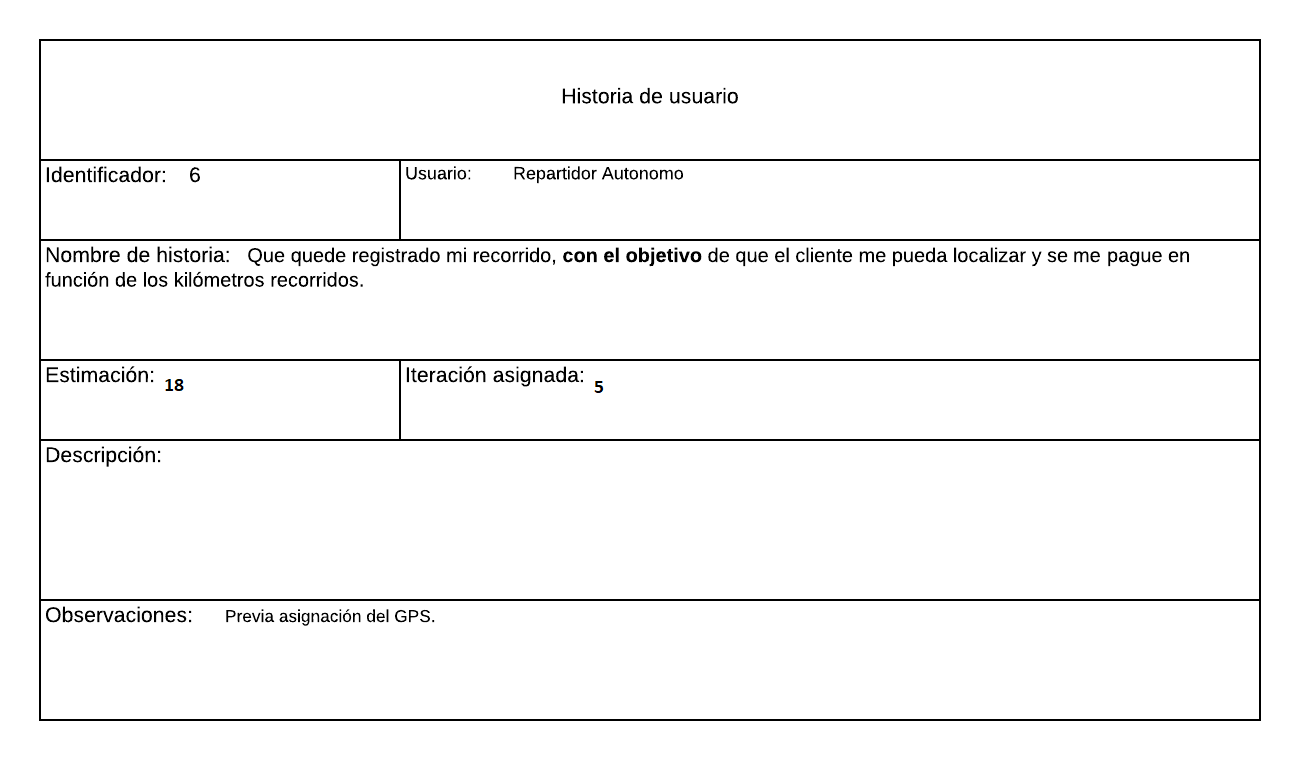 Historia de usuario
Identificador: 6
Usuario: Repartidor Autonomo
Nombre de historia: Que quede registrado mi recorrido, con el objetivo de que el cliente me pueda localizar y se me pague en
función de los kilómetros recorridos.
Estimación: 18
Iteración asignada: 5
Descripción:
Observaciones: Previa asignación del GPS.